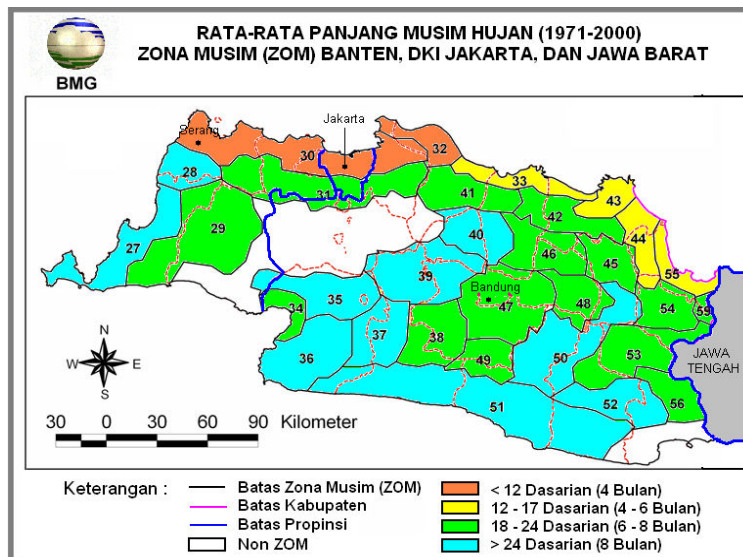 RATA-RATA PANJANG MUSIM HUJAN (1971-2000)
ZONA MUSIM (ZOM) BANTEN, DKI JAKARTA, DAN JAWA BARAT
BMG
Jakarta
Serang
30
32
28
31
41
33
43
27
29
40
42
44
46
45
55
39
35
34
Bandung
47
48
54
59
36
37
38
49
50
53
JAWA
TENGAH
51
52
56
N
W
E
S
30 0 30 60 90 Kilometer
Keterangan :
Batas Zona Musim (ZOM)
Batas Kabupaten
Batas Propinsi
Non ZOM
< 12 Dasarian (4 Bulan)
12 - 17 Dasarian (4 - 6 Bulan)
18 - 24 Dasarian (6 - 8 Bulan)
> 24 Dasarian (8 Bulan)